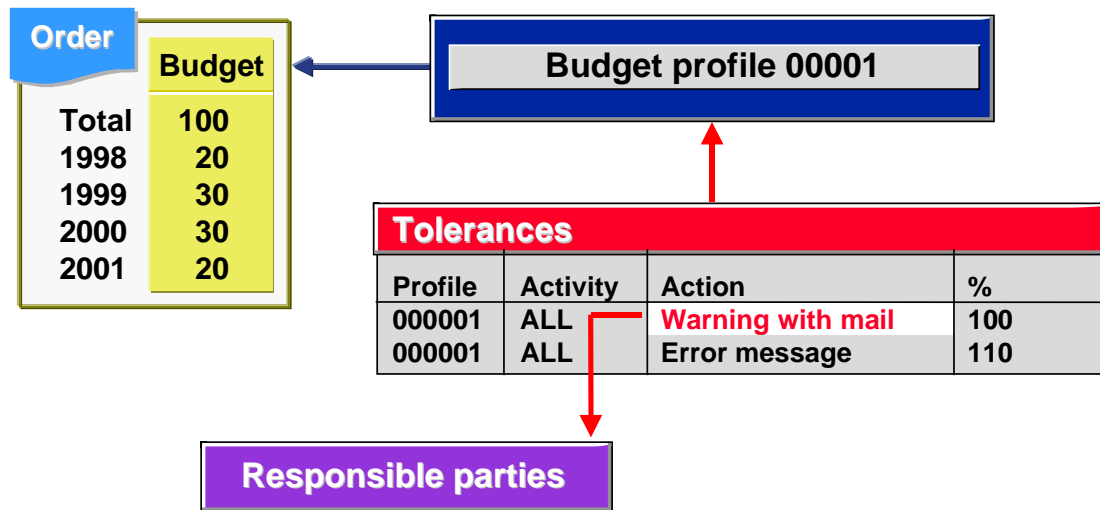 Order
Budget
Total 100
1998 20
1999 30
2000 30
2001 20
Budget profile 00001
Tolerances
Profile Activity Action %
000001 ALL Warning with mail 100
000001 ALL Error message 110
Responsible parties